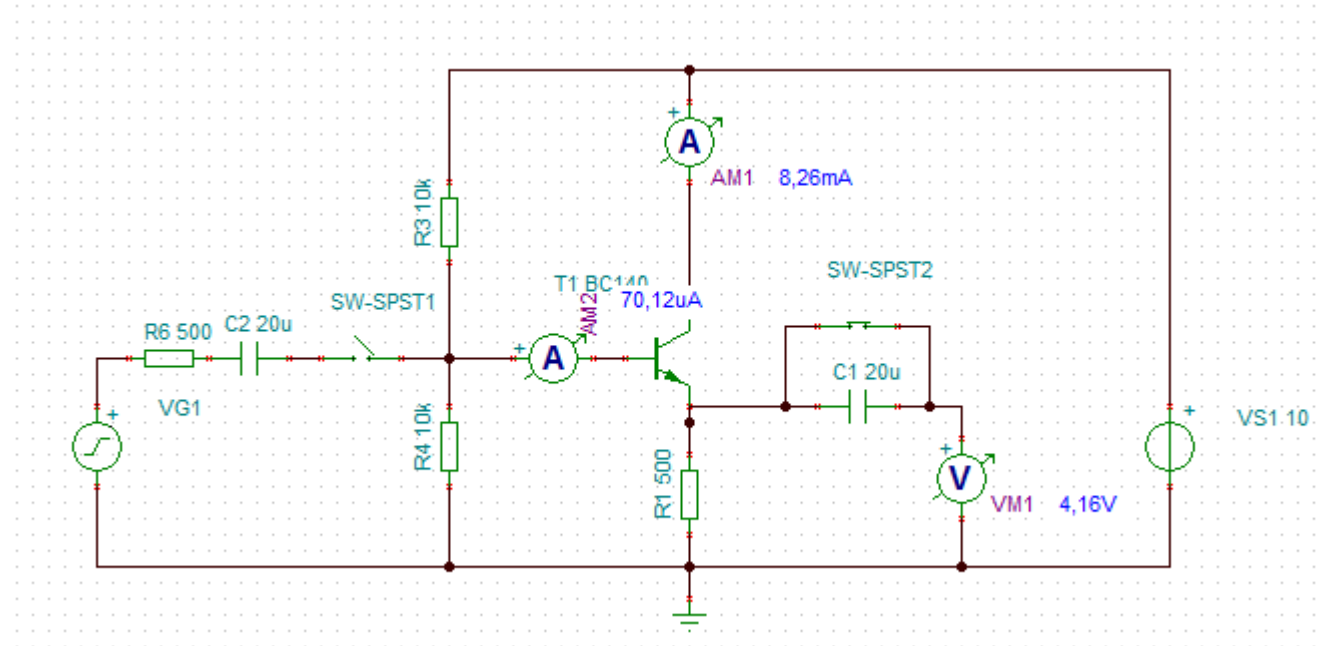 A
AM1 8,26mA
R3 10k
SW-SPST2
T1 BC140
70,12uA
AM2
SW-SPST1
R6 500
C2 20u
A
C1 20u
VG1
R4 10k
VS1 10
R1 500
V
VM1 4,16V